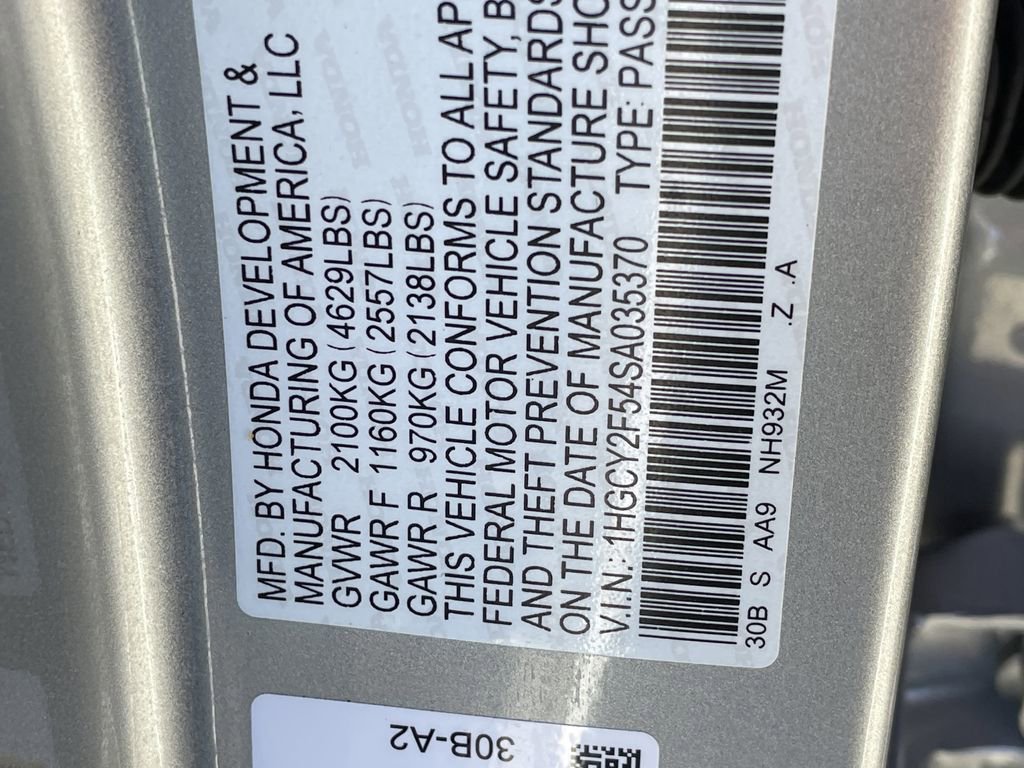 MFD. BY HONDA DEVELOPMENT &
MANUFACTURING OF AMERICA, LLC
GVWR 2100KG (4629LBS)
GAWR F 1160KG (2557LBS)
GAWR R 970KG (2138LBS)
THIS VEHICLE CONFORMS TO ALL AP
FEDERAL MOTOR VEHICLE SAFETY, B
AND THEFT PREVENTION STANDARDS
ON THE DATE OF MANUFACTURE SHO
V.I.N.: 1HGCY2F54SA035370 TYPE: PASS
30B S AA9 NH932M .Z .A
30B-A2